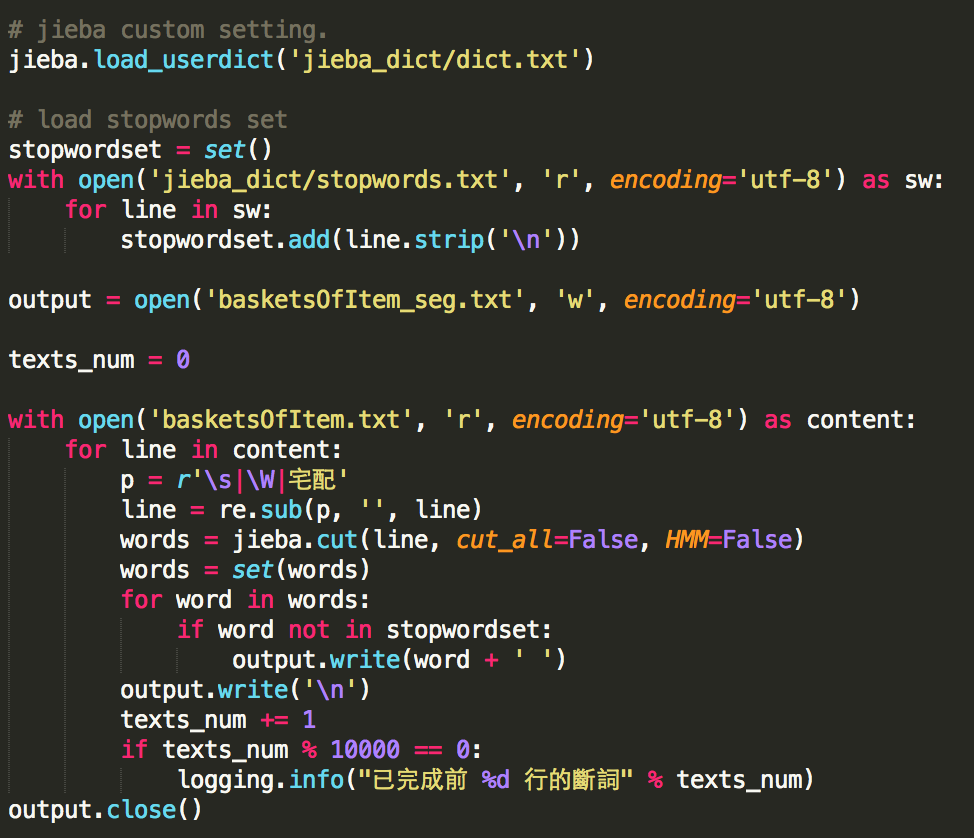 # jieba custom setting.
jieba.load_userdict('jieba_dict/dict.txt')

# load stopwords set
stopwordset = set()
with open('jieba_dict/stopwords.txt', 'r', encoding='utf-8') as sw:
    for line in sw:
        stopwordset.add(line.strip('\n'))

output = open('basketsOfItem_seg.txt', 'w', encoding='utf-8')

texts_num = 0

with open('basketsOfItem.txt', 'r', encoding='utf-8') as content:
    for line in content:
        p = r'\s|\W|宅配'
        line = re.sub(p, '', line)
        words = jieba.cut(line, cut_all=False, HMM=False)
        words = set(words)
        for word in words:
            if word not in stopwordset:
                output.write(word + ' ')
        output.write('\n')
        texts_num += 1
        if texts_num % 10000 == 0:
            logging.info("已完成前 %d 行的斷詞" % texts_num)
output.close()